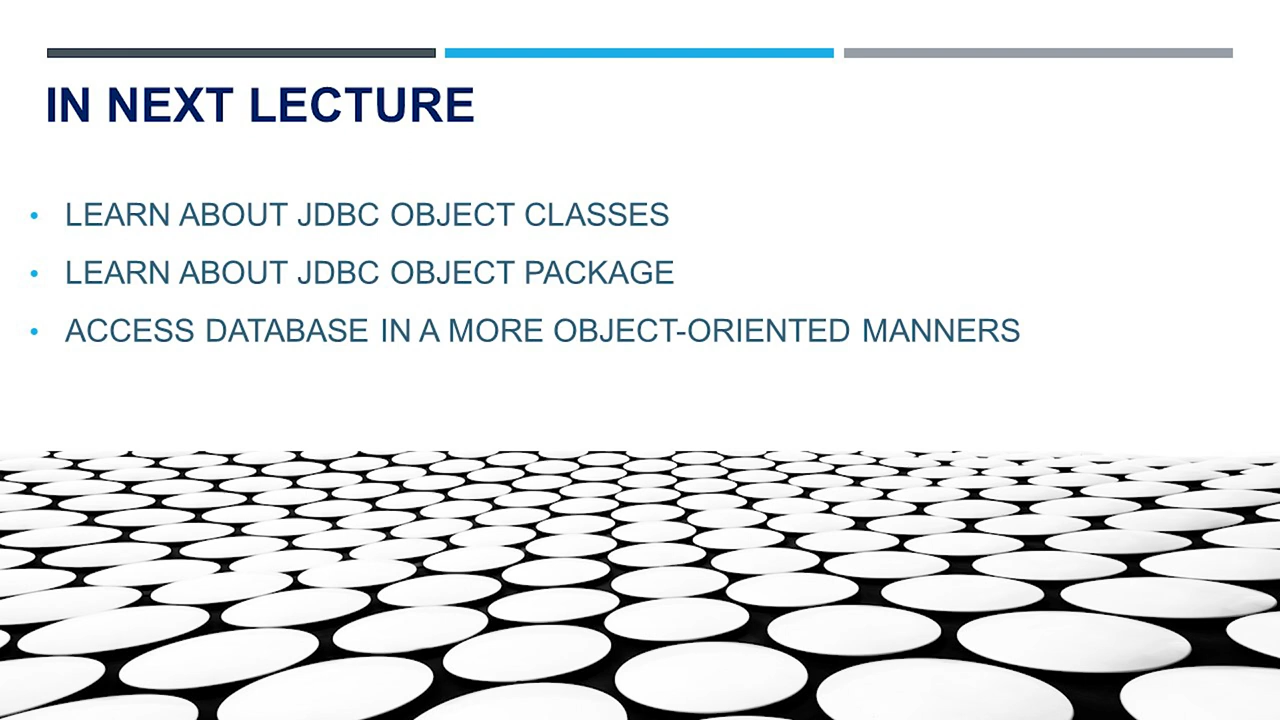 IN NEXT LECTURE
• LEARN ABOUT JDBC OBJECT CLASSES
• LEARN ABOUT JDBC OBJECT PACKAGE
• ACCESS DATABASE IN A MORE OBJECT-ORIENTED MANNERS